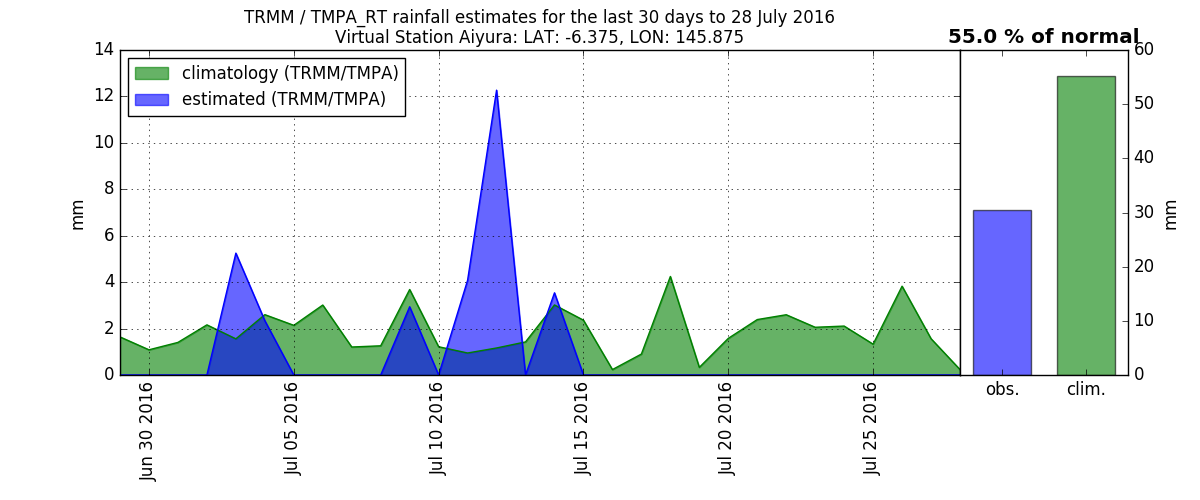 TRMM / TMPA_RT rainfall estimates for the last 30 days to 28 July 2016
Virtual Station Aiyura: LAT: -6.375, LON: 145.875
55.0 % of normal
climatology (TRMM/TMPA)
estimated (TRMM/TMPA)
14
12
10
8
6
4
2
0
mm
Jun 30 2016
Jul 05 2016
Jul 10 2016
Jul 15 2016
Jul 20 2016
Jul 25 2016
60
50
40
30
20
10
0
mm
obs.
clim.